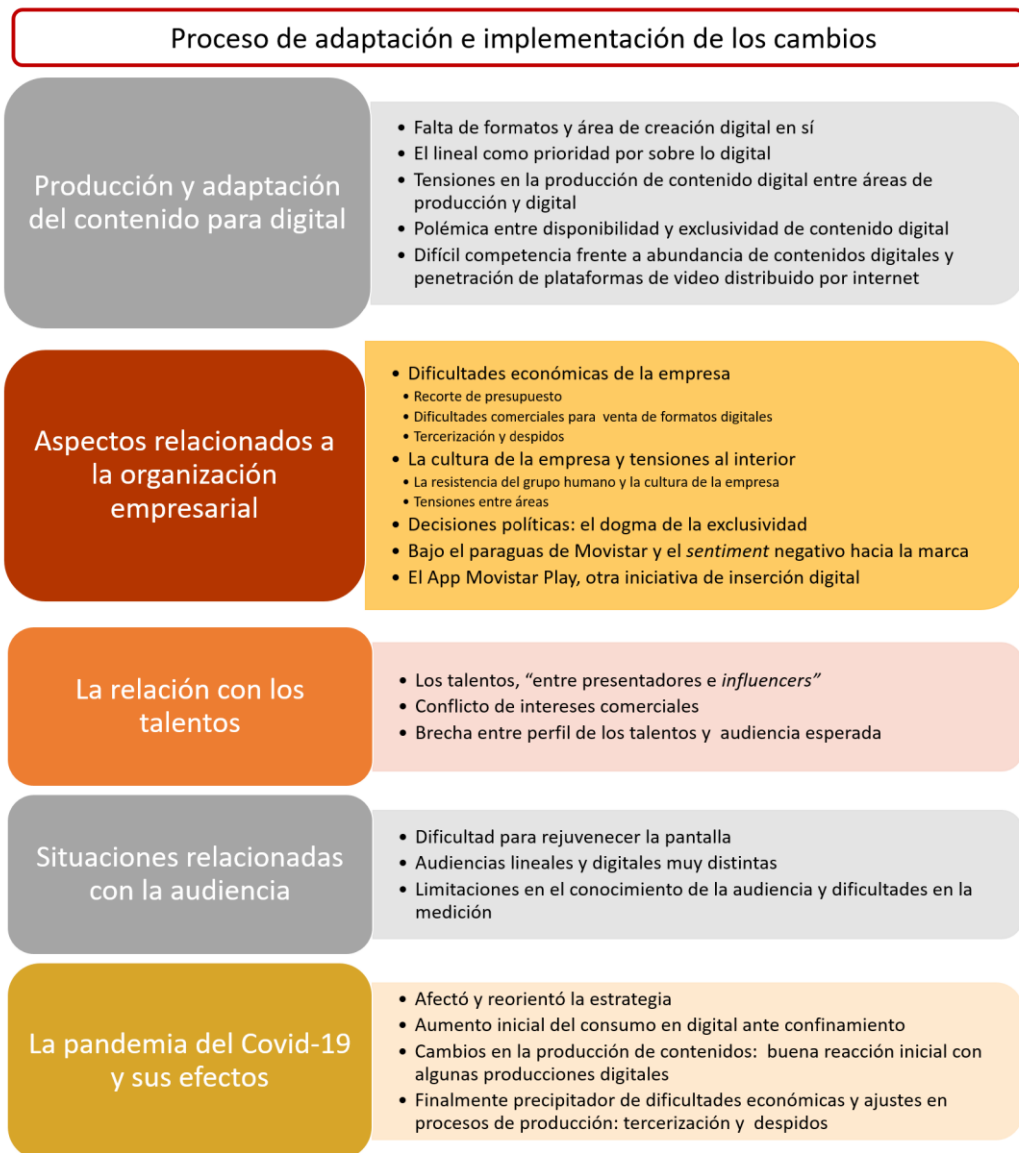 Proceso de adaptación e implementación de los cambios
Producción y adaptación
del contenido para digital
• Falta de formatos y área de creación digital en sí
• El lineal como prioridad por sobre lo digital
• Tensiones en la producción de contenido digital entre áreas de
producción y digital
• Polémica entre disponibilidad y exclusividad de contenido digital
• Difícil competencia frente a abundancia de contenidos digitales y
penetración de plataformas de video distribuido por internet
Aspectos relacionados a
la organización
empresarial
• Dificultades económicas de la empresa
• Recorte de presupuesto
• Dificultades comerciales para venta de formatos digitales
• Tercerización y despidos
• La cultura de la empresa y tensiones al interior
• La resistencia del grupo humano y la cultura de la empresa
• Tensiones entre áreas
• Decisiones políticas: el dogma de la exclusividad
• Bajo el paraguas de Movistar y el sentiment negativo hacia la marca
• El App Movistar Play, otra iniciativa de inserción digital
La relación con los
talentos
• Los talentos, “entre presentadores e influencers”
• Conflicto de intereses comerciales
• Brecha entre perfil de los talentos y audiencia esperada
Situaciones relacionadas
con la audiencia
• Dificultad para rejuvenecer la pantalla
• Audiencias lineales y digitales muy distintas
• Limitaciones en el conocimiento de la audiencia y dificultades en la
medición
La pandemia del Covid-19
y sus efectos
• Afectó y reorientó la estrategia
• Aumento inicial del consumo en digital ante confinamiento
• Cambios en la producción de contenidos: buena reacción inicial con
algunas producciones digitales
• Finalmente precipitador de dificultades económicas y ajustes en
procesos de producción: tercerización y despidos